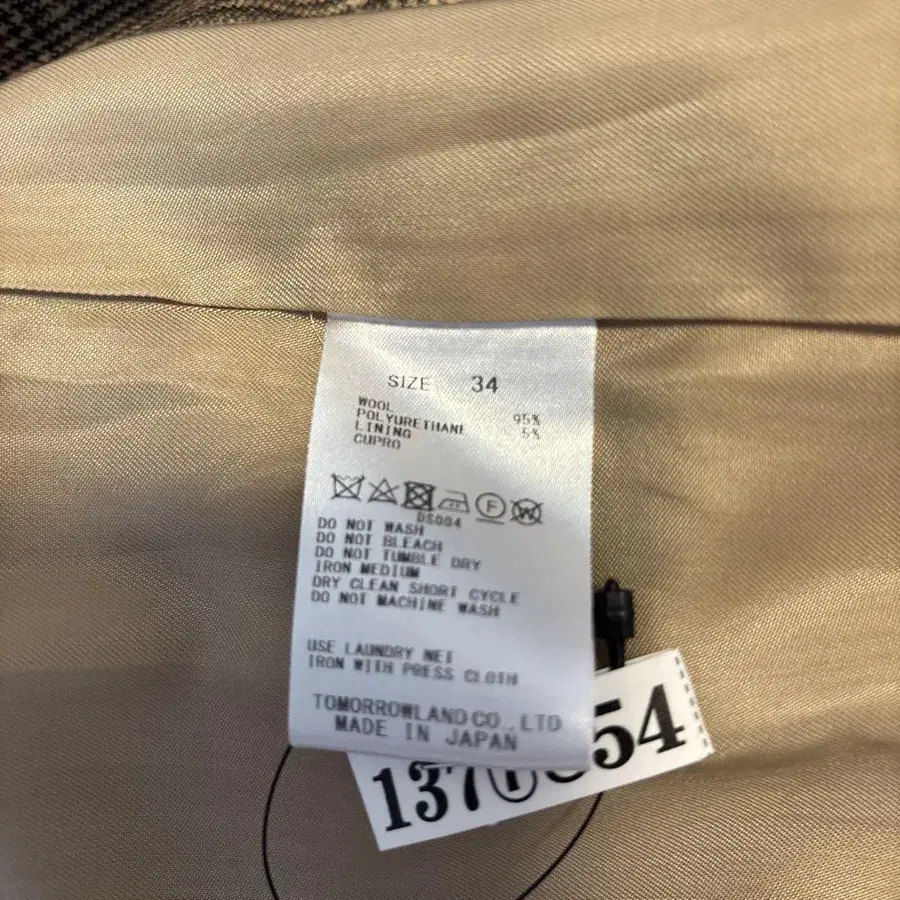 SIZE 34
WOOL 95%
POLYURETHANE 5%
LINING
CUPRO
F W
DS004
DO NOT WASH
DO NOT BLEACH
DO NOT TUMBLE DRY
IRON MEDIUM
DRY CLEAN SHORT CYCLE
DO NOT MACHINE WASH
USE LAUNDRY NET
IRON WITH PRESS CLOTH
TOMORROWLAND CO., LTD
MADE IN JAPAN
137 54